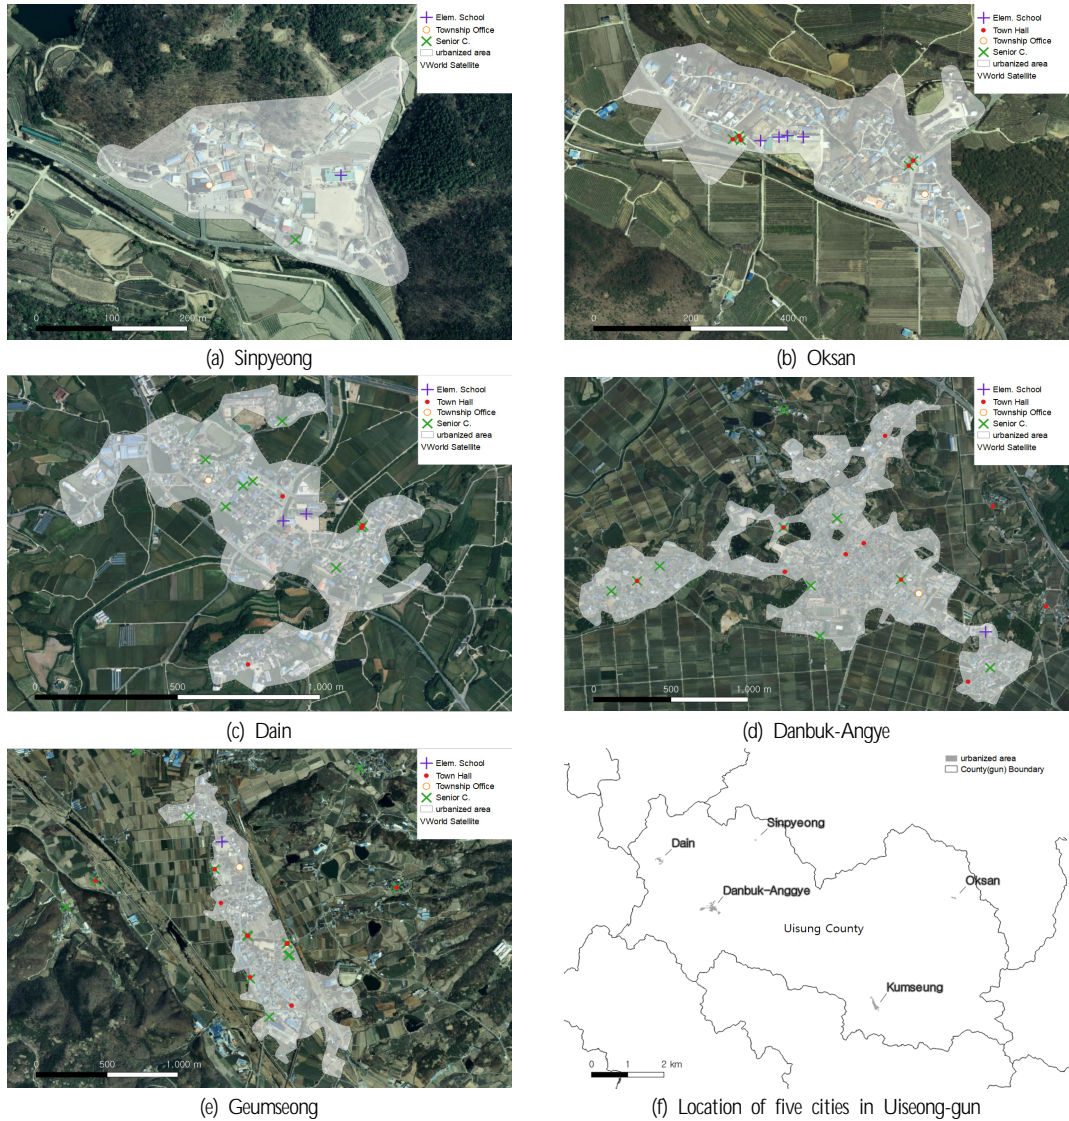 Elem. School
Township Office
Senior C.
urbanized area
VWorld Satellite
0 100 200 m
(a) Sinpyeong
Elem. School
Town Hall
Township Office
Senior C.
urbanized area
VWorld Satellite
0 200 400 m
(b) Oksan
Elem. School
Town Hall
Township Office
Senior C.
urbanized area
VWorld Satellite
0 500 1,000 m
(c) Dain
Elem. School
Town Hall
Township Office
Senior C.
urbanized area
VWorld Satellite
0 500 1,000 m
(d) Danbuk-Angye
Elem. School
Town Hall
Township Office
Senior C.
urbanized area
VWorld Satellite
0 500 1,000 m
(e) Geumseong
urbanized area
County(gun) Boundary
Sinpyeong
Dain
Oksan
Danbuk-Anggye
Uisung County
Kumseung
0 1 2 km
(f) Location of five cities in Uiseong-gun